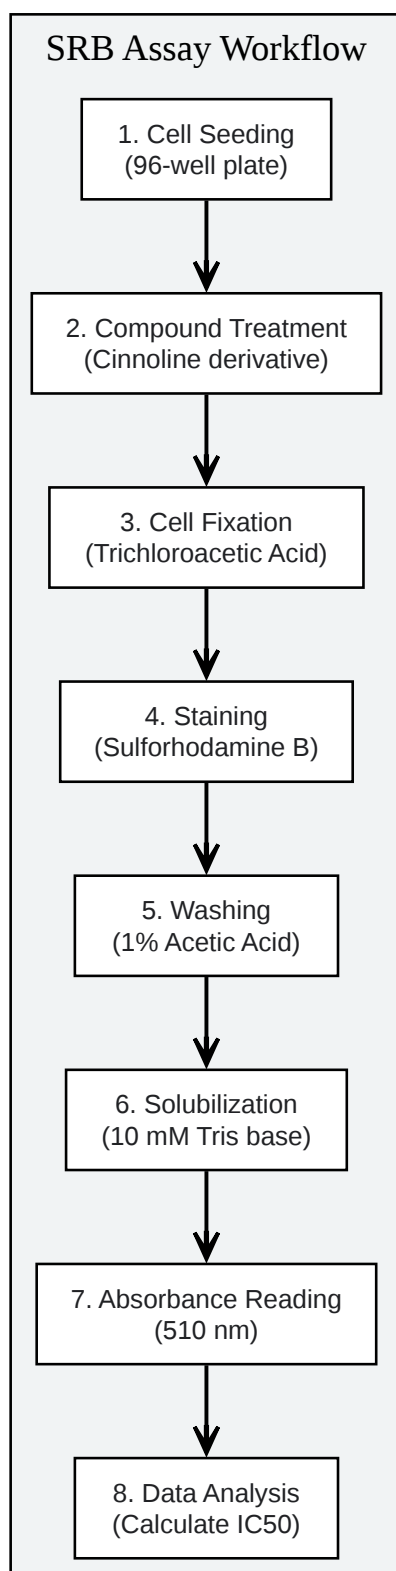 SRB Assay Workflow
1. Cell Seeding
(96-well plate)
2. Compound Treatment
(Cinnoline derivative)
3. Cell Fixation
(Trichloroacetic Acid)
4. Staining
(Sulforhodamine B)
5. Washing
(1% Acetic Acid)
6. Solubilization
(10 mM Tris base)
7. Absorbance Reading
(510 nm)
8. Data Analysis
(Calculate IC50)